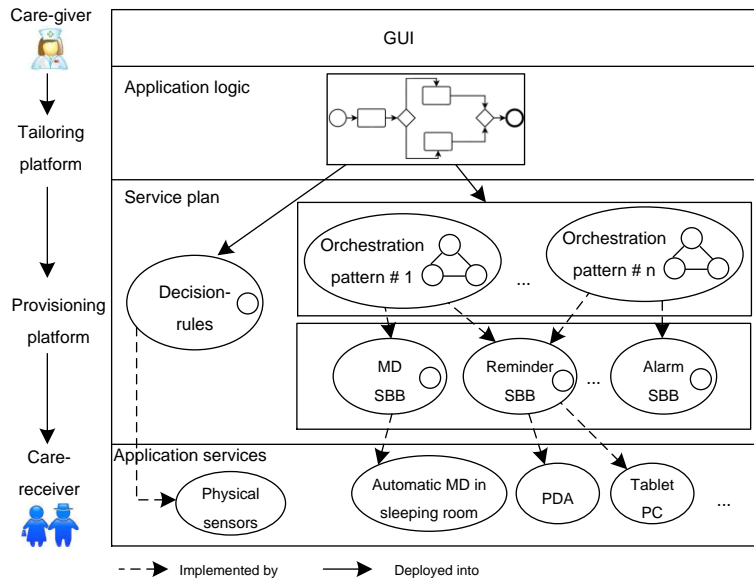 Care-giver
GUI
Application logic
Tailoring
platform
Service plan
Orchestration
pattern # 1
...
Orchestration
pattern # n
Decision-
rules
Provisioning
platform
MD
SBB
Reminder
SBB
...
Alarm
SBB
Application services
Care-
receiver
Physical
sensors
Automatic MD in
sleeping room
PDA
Tablet
PC
...
Implemented by
Deployed into